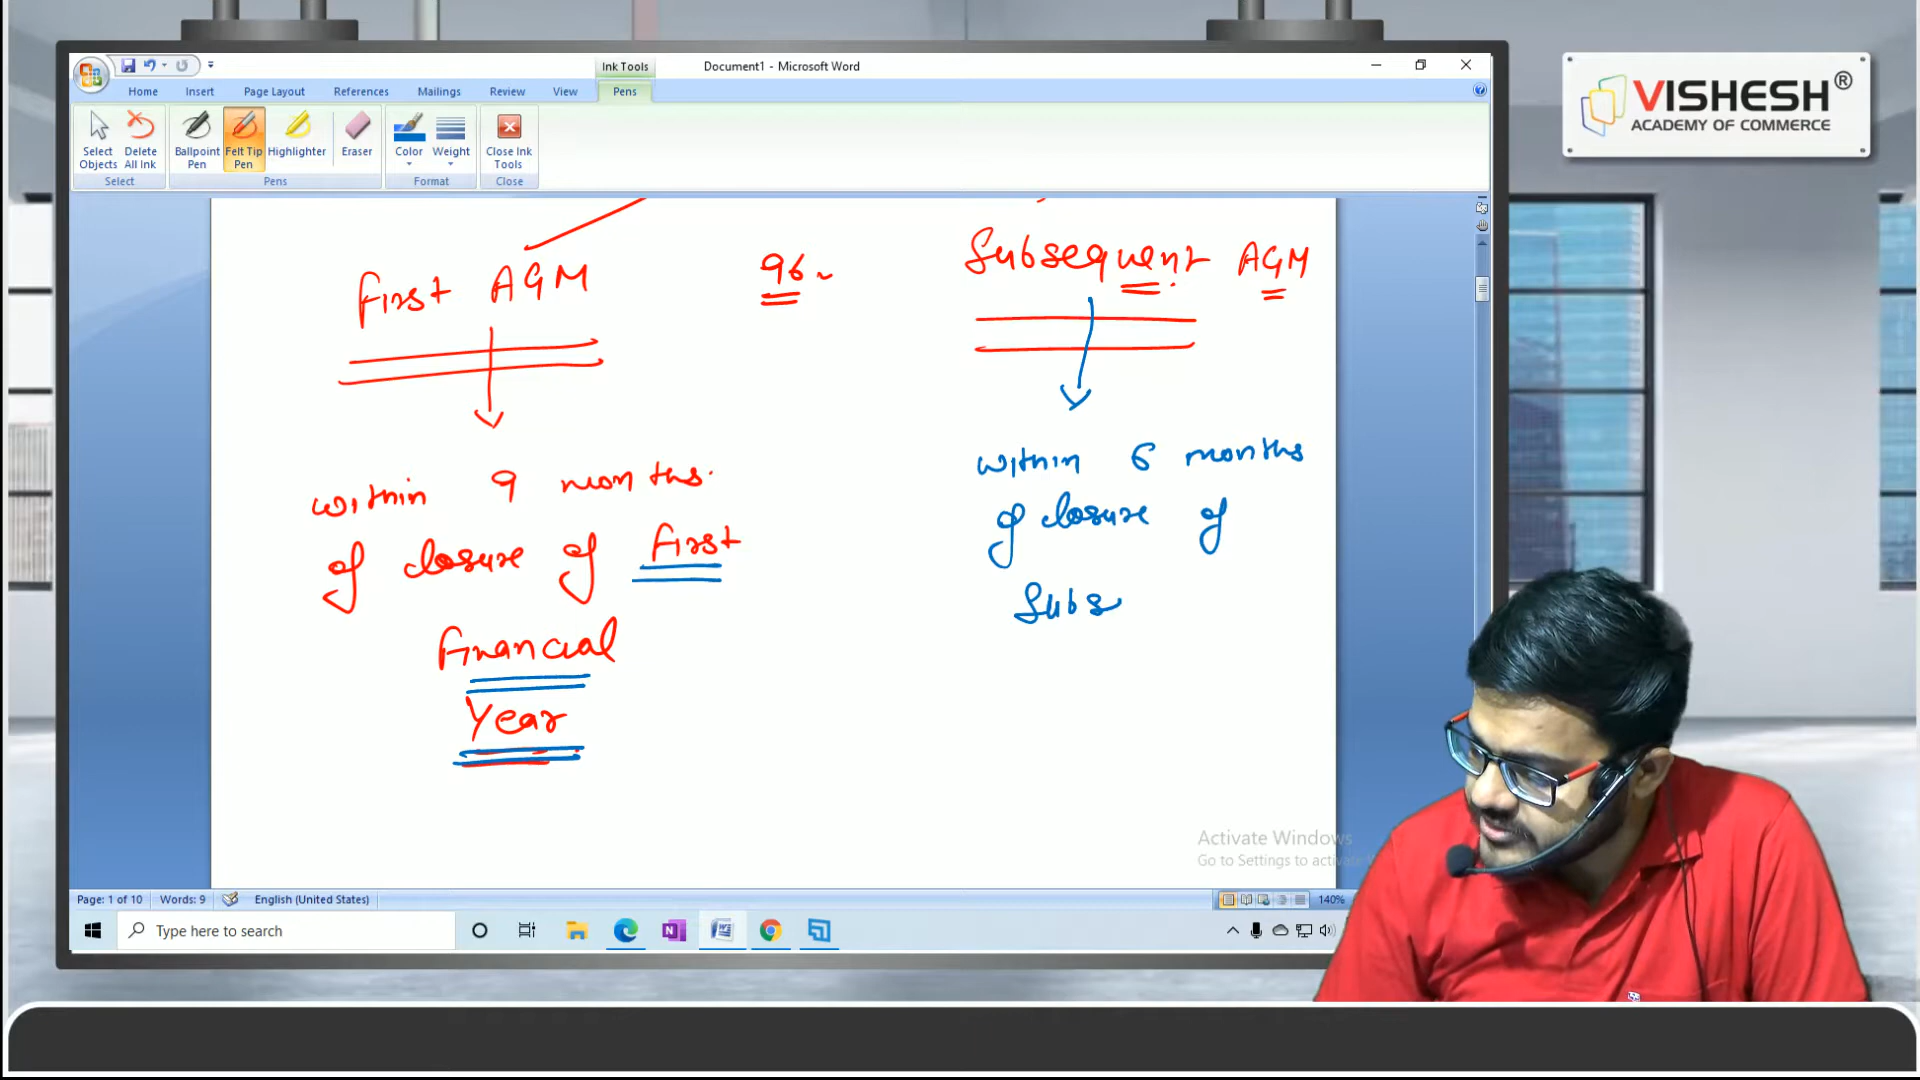 Ink Tools
Document1 - Microsoft Word
Home Insert Page Layout References Mailings Review View Pens
Select Objects
Delete All Ink
Ballpoint Pen
Felt Tip Pen
Highlighter
Eraser
Color
Weight
Close Ink Tools
Select
Pens
Format
Close
VISHESH®
ACADEMY OF COMMERCE
First AGM
96
Subsequent AGM
within 9 months.
of closure of First
Financial
Year
within 6 months
of closure of
Subs
Activate Windows
Go to Settings to activate
Page: 1 of 10 Words: 9 English (United States)
140%
Type here to search